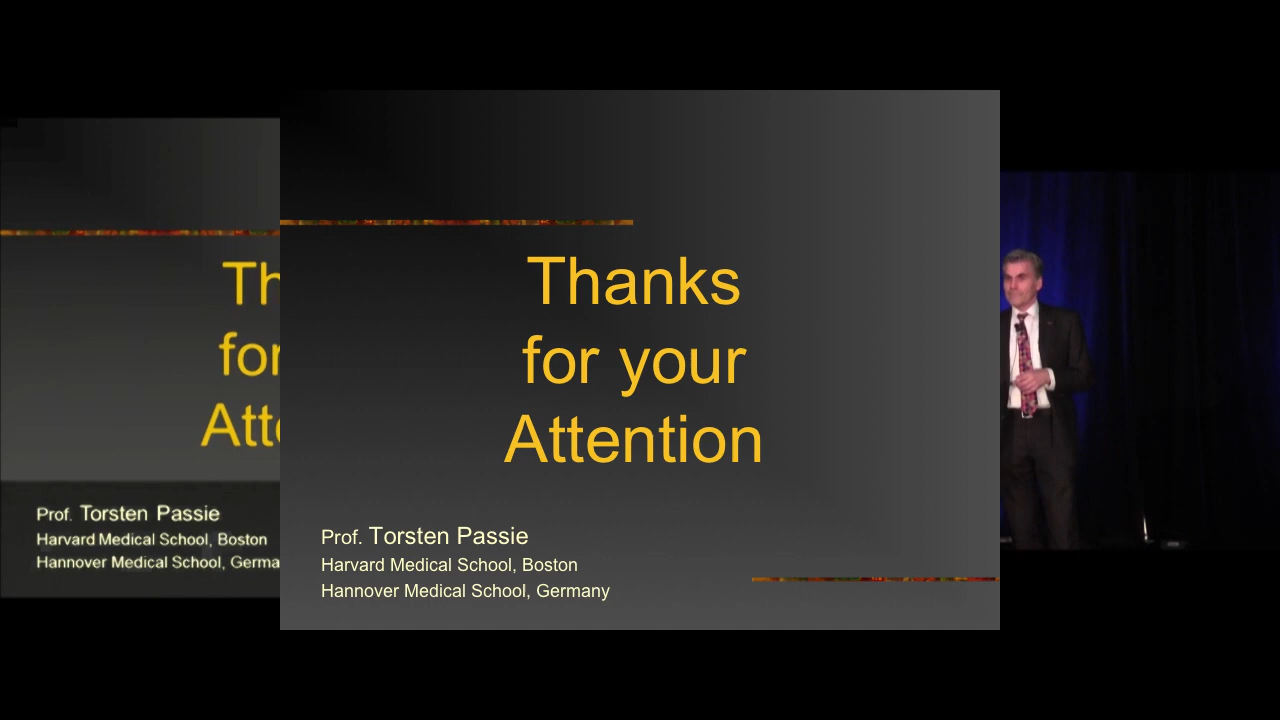 Thanks
for your
Attention
Prof. Torsten Passie
Harvard Medical School, Boston
Hannover Medical School, Germany
Th
for
Atte
Prof. Torsten Passie
Harvard Medical School, Boston
Hannover Medical School, Germa